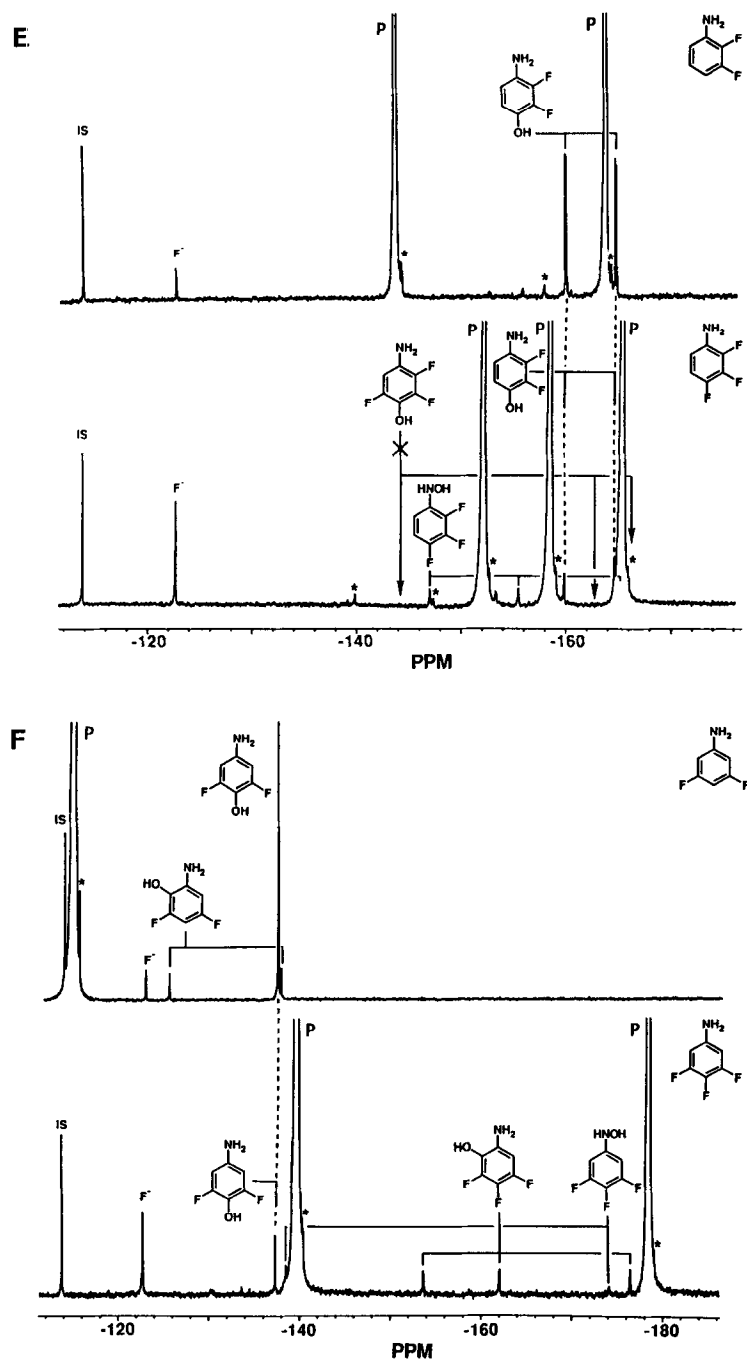 E.
P
P
NH₂
F
F
NH₂
F
F
OH
IS
F⁻
*
*
*
P
P
P
NH₂
F
F
F
OH
NH₂
F
F
OH
NH₂
F
F
F
IS
F⁻
HNOH
F
F
F
*
*
*
*
*
-120
-140
-160
PPM
F
P
IS
*
NH₂
F
F
OH
NH₂
F
F
HO
NH₂
F
F
F⁻
P
P
NH₂
F
F
F
IS
F⁻
NH₂
F
F
OH
HO
NH₂
F
F
F
HNOH
F
F
F
*
*
-120
-140
-160
-180
PPM